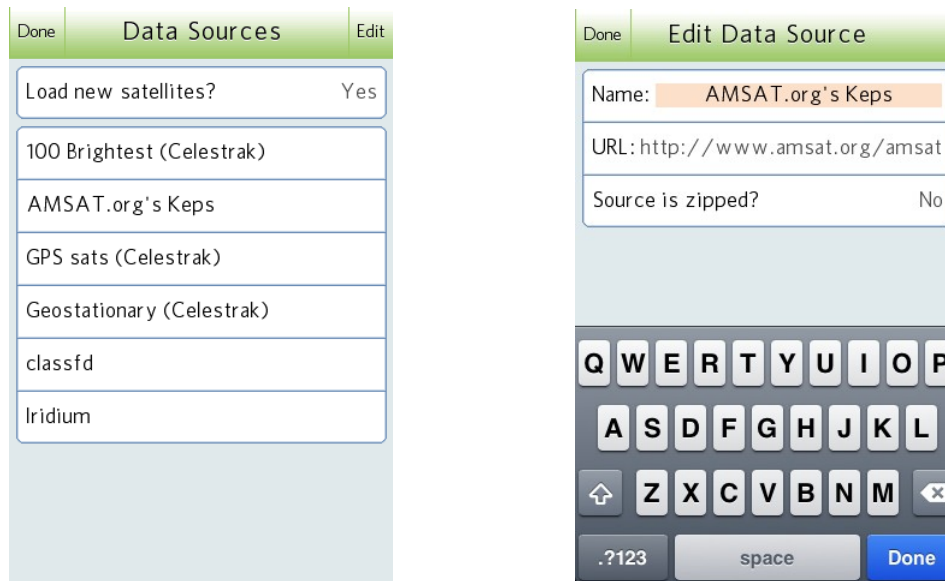 Done Data Sources Edit
Load new satellites? Yes
100 Brightest (Celestrak)
AMSAT.org's Keps
GPS sats (Celestrak)
Geostationary (Celestrak)
classfd
Iridium
Done Edit Data Source
Name: AMSAT.org's Keps
URL: http://www.amsat.org/amsat
Source is zipped? No
Q W E R T Y U I O P
A S D F G H J K L
Z X C V B N M
.?123 space Done